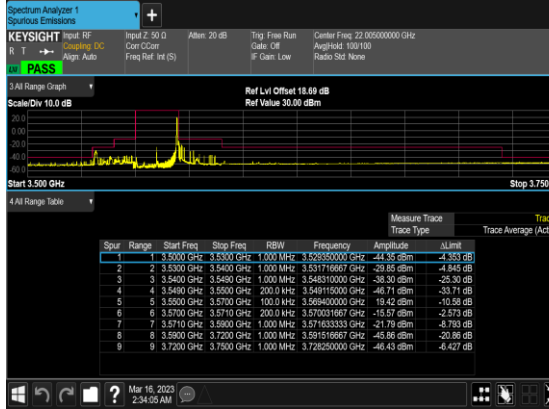 Spectrum Analyzer 1
Spurious Emissions
KEYSIGHT Input: RF Input Z: 50 Ω Atten: 20 dB Trig: Free Run Center Freq: 22.005000000 GHz
R T Coupling: DC Corr CCorr Gate: Off Avg|Hold: 100/100
Align: Auto Freq Ref: Int (S) IF Gain: Low Radio Std: None
PASS
3 All Range Graph Ref Lvl Offset 18.69 dB
Scale/Div 10.0 dB Ref Value 30.00 dBm
20.0
0.00
-20.0
-40.0
-60.0
Start 3.500 GHz Stop 3.750
4 All Range Table
Measure Trace Trac
Trace Type Trace Average (Act
Spur Range Start Freq Stop Freq RBW Frequency Amplitude ΔLimit
1 1 3.5000 GHz 3.5300 GHz 1.000 MHz 3.529350000 GHz -44.35 dBm -4.353 dB
2 2 3.5300 GHz 3.5400 GHz 1.000 MHz 3.531716667 GHz -29.85 dBm -4.845 dB
3 3 3.5400 GHz 3.5490 GHz 1.000 MHz 3.548310000 GHz -38.30 dBm -25.30 dB
4 4 3.5490 GHz 3.5500 GHz 200.0 kHz 3.549115000 GHz -46.71 dBm -33.71 dB
5 5 3.5500 GHz 3.5700 GHz 100.0 kHz 3.569400000 GHz 19.42 dBm -10.58 dB
6 6 3.5700 GHz 3.5710 GHz 200.0 kHz 3.570031667 GHz -15.57 dBm -2.573 dB
7 7 3.5710 GHz 3.5900 GHz 1.000 MHz 3.571633333 GHz -21.79 dBm -8.793 dB
8 8 3.5900 GHz 3.7200 GHz 1.000 MHz 3.591516667 GHz -45.86 dBm -20.86 dB
9 9 3.7200 GHz 3.7500 GHz 1.000 MHz 3.728250000 GHz -46.43 dBm -6.427 dB
Mar 16, 2023
2:34:05 AM